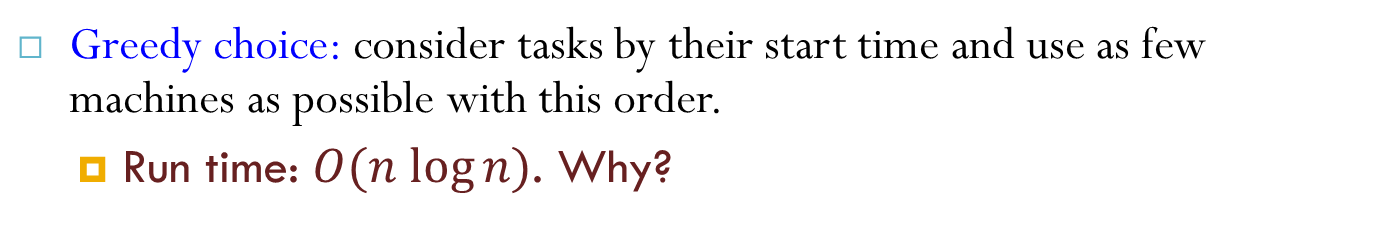 Greedy choice: consider tasks by their start time and use as few
machines as possible with this order.
Run time: O(n log n). Why?